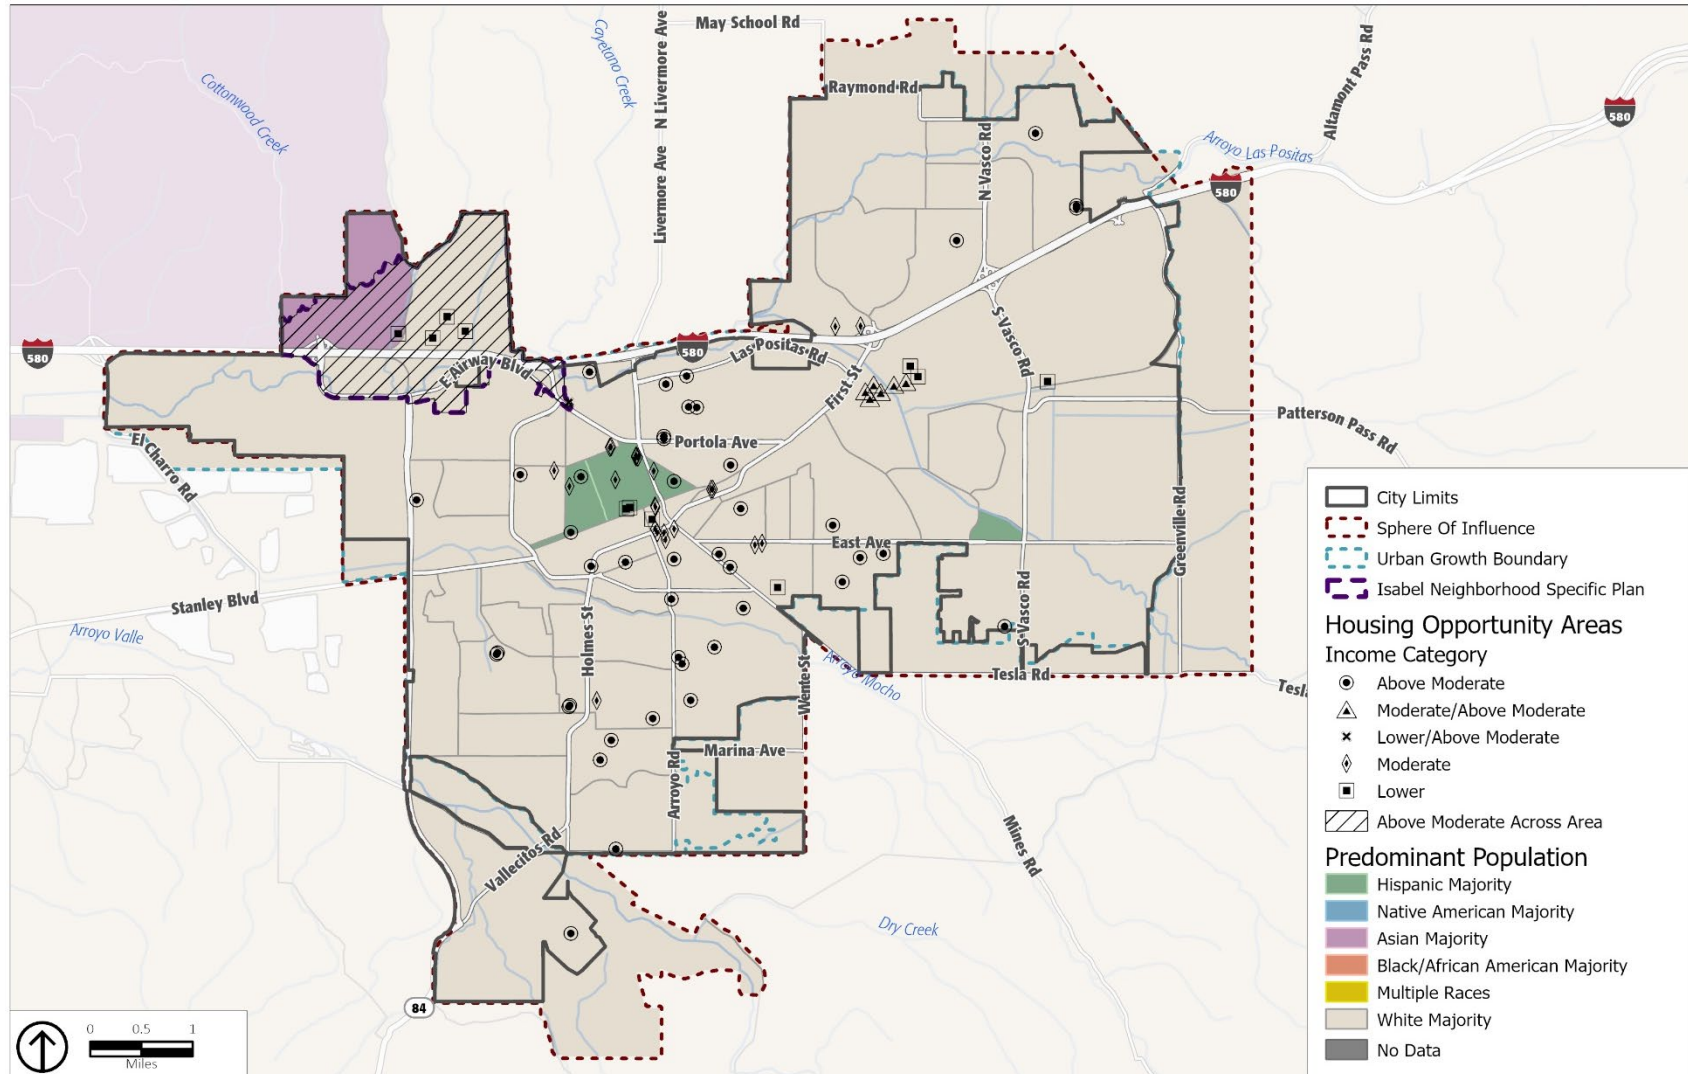 May School Rd
Altamont Pass Rd
Cayetano Creek
N Livermore Ave
Livermore Ave
Cottonwood Creek
Raymond Rd
580
N Vasco Rd
Arroyo Las Positas
580
580
580
Las Positas Rd
S Vasco Rd
E Airway Blvd
First St
Patterson Pass Rd
El Charro Rd
Portola Ave
Greenville Rd
East Ave
Stanley Blvd
Arroyo Valle
Holmes St
S Vasco Rd
Wente St
Arroyo Mocho
Tesla Rd
Tesla
Arroyo Rd
Marina Ave
Mines Rd
Vallecitos Rd
Dry Creek
84
0 0.5 1
Miles
City Limits
Sphere Of Influence
Urban Growth Boundary
Isabel Neighborhood Specific Plan
Housing Opportunity Areas
Income Category
Above Moderate
Moderate/Above Moderate
Lower/Above Moderate
Moderate
Lower
Above Moderate Across Area
Predominant Population
Hispanic Majority
Native American Majority
Asian Majority
Black/African American Majority
Multiple Races
White Majority
No Data